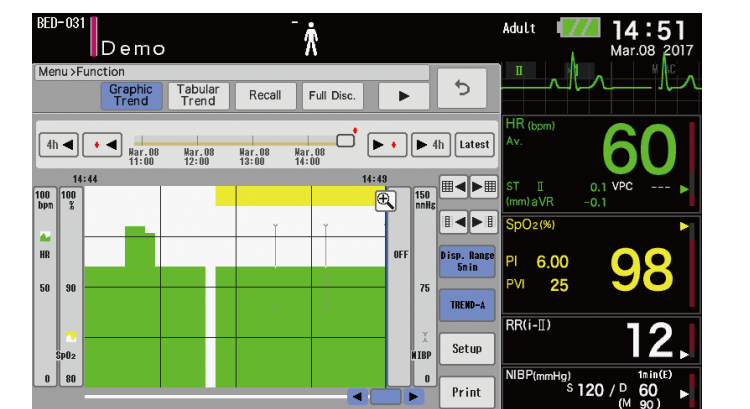 BED-031
Demo
Adult
14:51
Mar.08 2017
Menu>Function
Graphic Trend
Tabular Trend
Recall
Full Disc.
4h
Mar.08 11:00
Mar.08 12:00
Mar.08 13:00
Mar.08 14:00
4h
Latest
14:44
14:49
100 bpm
100 %
HR
50
90
SpO2
0
80
OFF
150 mmHg
75
NIBP
0
Disp. Range 5min
TREND-A
Setup
Print
II
x1
HR (bpm)
Av.
60
ST II 0.1 VPC ---
(mm)aVR -0.1
SpO2(%)
PI 6.00
PVI 25
98
RR(i-II)
12
NIBP(mmHg)
1min(E)
S 120 / D 60
(M 90)